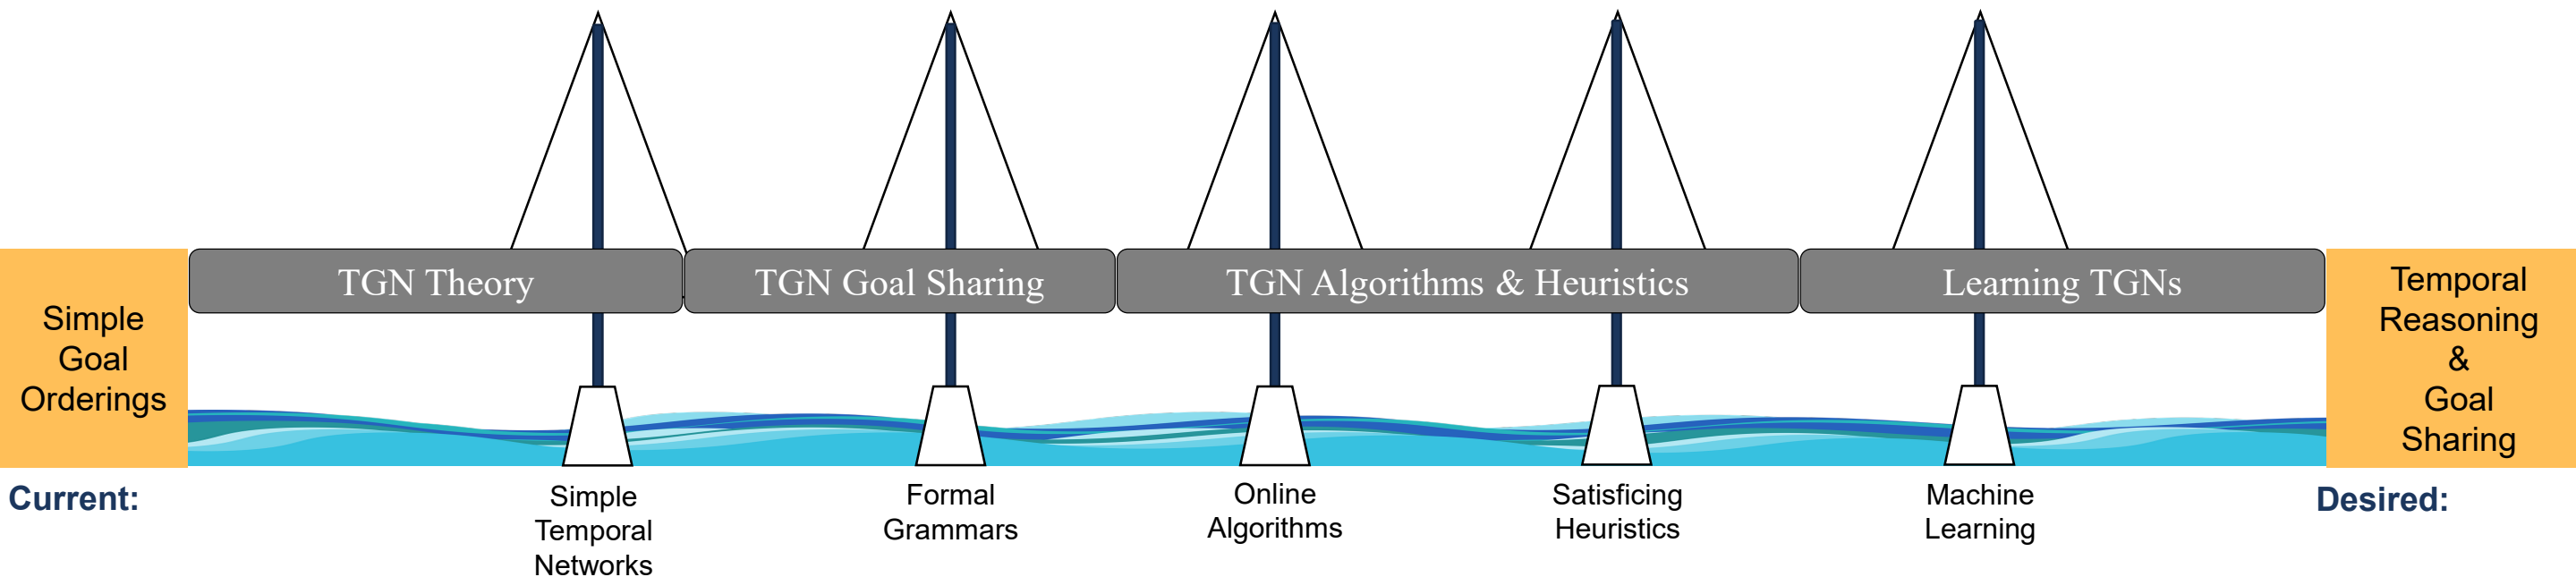 TGN Theory
TGN Goal Sharing
TGN Algorithms & Heuristics
Learning TGNs
Simple
Goal
Orderings
Temporal
Reasoning
&
Goal
Sharing
Current:
Simple
Temporal
Networks
Formal
Grammars
Online
Algorithms
Satisficing
Heuristics
Machine
Learning
Desired: